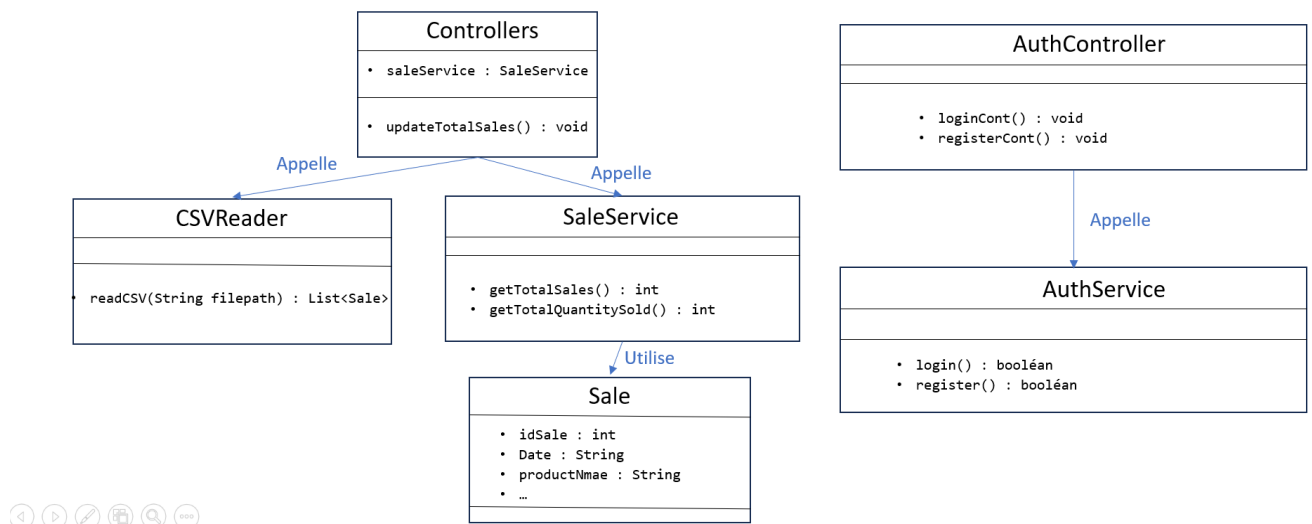 Controllers
• saleService : SaleService
• updateTotalSales() : void
AuthController
• loginCont() : void
• registerCont() : void
Appelle
Appelle
CSVReader
• readCSV(String filepath) : List<Sale>
SaleService
• getTotalSales() : int
• getTotalQuantitySold() : int
Appelle
AuthService
• login() : booléan
• register() : booléan
Utilise
Sale
• idSale : int
• Date : String
• productNmae : String
• …